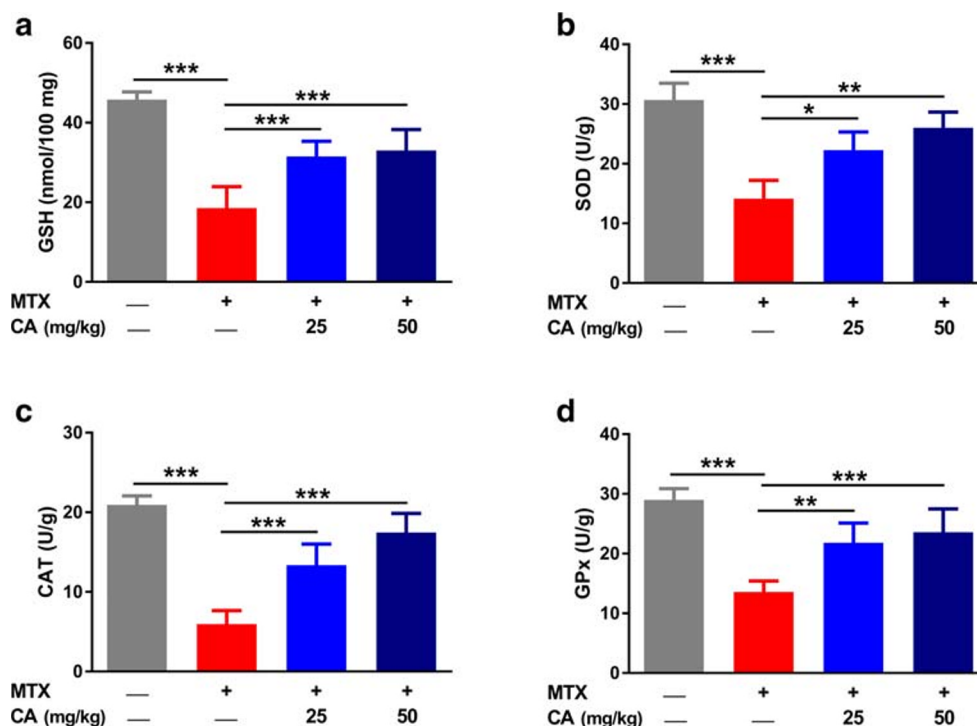 a
GSH (nmol/100 mg)
60
40
20
0
***
***
***
MTX — + + +
CA (mg/kg) — — 25 50
b
SOD (U/g)
40
30
20
10
0
***
**
*
MTX — + + +
CA (mg/kg) — — 25 50
c
CAT (U/g)
30
20
10
0
***
***
***
MTX — + + +
CA (mg/kg) — — 25 50
d
GPx (U/g)
40
30
20
10
0
***
***
**
MTX — + + +
CA (mg/kg) — — 25 50